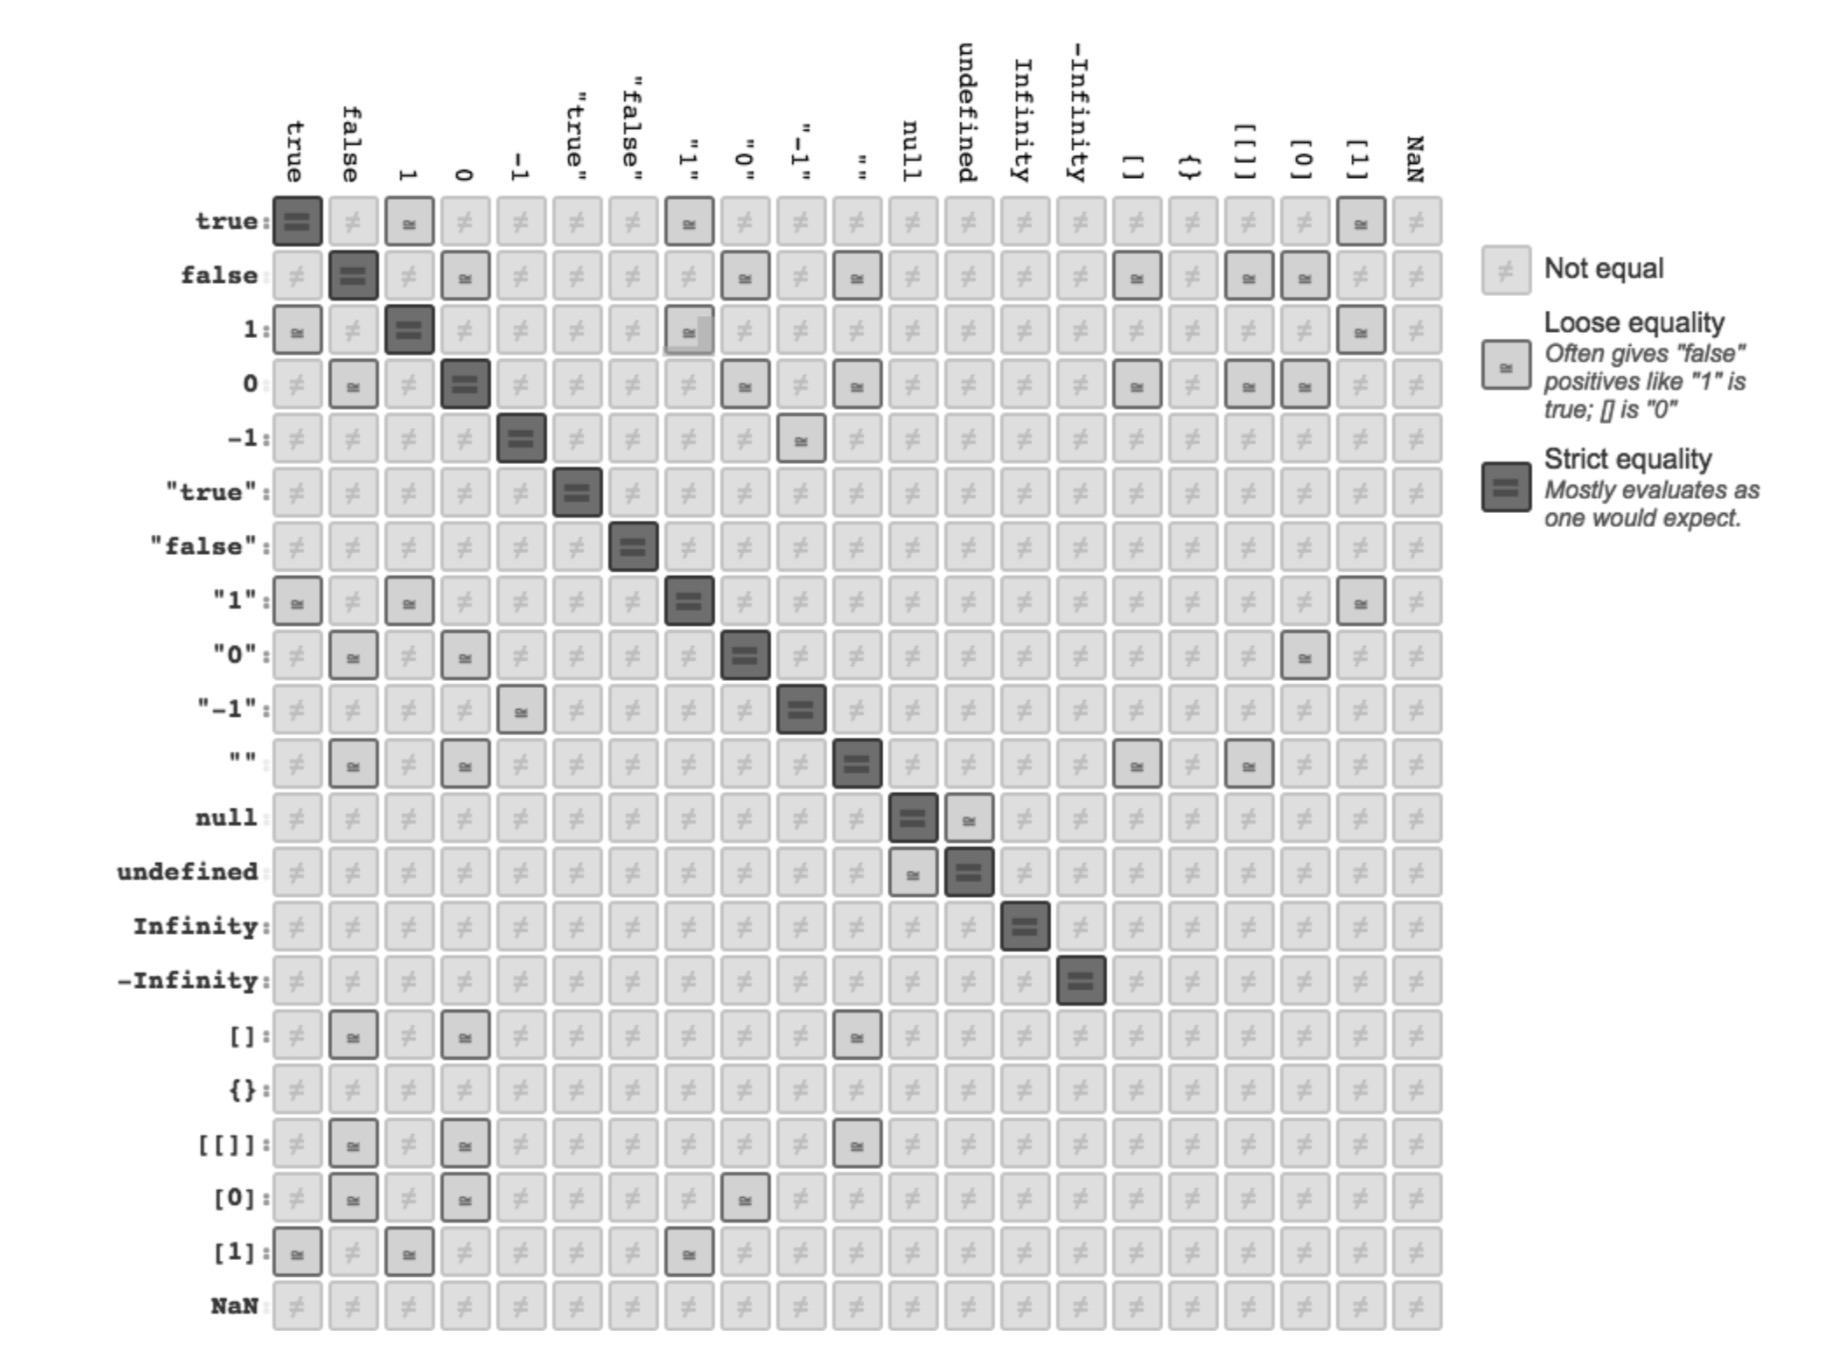 true false 1 0 -1 "true" "false" "1" "0" "-1" "" null undefined Infinity -Infinity [] {} [[]] [0] [1] NaN
true: = ≠ ≅ ≠ ≠ ≠ ≠ ≅ ≠ ≠ ≠ ≠ ≠ ≠ ≠ ≠ ≠ ≠ ≠ ≅ ≠
false ≠ = ≠ ≅ ≠ ≠ ≠ ≠ ≅ ≠ ≅ ≠ ≠ ≠ ≠ ≅ ≠ ≅ ≅ ≠ ≠
1: ≅ ≠ = ≠ ≠ ≠ ≠ ≅ ≠ ≠ ≠ ≠ ≠ ≠ ≠ ≠ ≠ ≠ ≠ ≅ ≠
0 ≠ ≅ ≠ = ≠ ≠ ≠ ≠ ≅ ≠ ≅ ≠ ≠ ≠ ≠ ≅ ≠ ≅ ≅ ≠ ≠
-1: ≠ ≠ ≠ ≠ = ≠ ≠ ≠ ≠ ≅ ≠ ≠ ≠ ≠ ≠ ≠ ≠ ≠ ≠ ≠ ≠
"true": ≠ ≠ ≠ ≠ ≠ = ≠ ≠ ≠ ≠ ≠ ≠ ≠ ≠ ≠ ≠ ≠ ≠ ≠ ≠ ≠
"false": ≠ ≠ ≠ ≠ ≠ ≠ = ≠ ≠ ≠ ≠ ≠ ≠ ≠ ≠ ≠ ≠ ≠ ≠ ≠ ≠
"1": ≅ ≠ ≅ ≠ ≠ ≠ ≠ = ≠ ≠ ≠ ≠ ≠ ≠ ≠ ≠ ≠ ≠ ≠ ≅ ≠
"0": ≠ ≅ ≠ ≅ ≠ ≠ ≠ ≠ = ≠ ≠ ≠ ≠ ≠ ≠ ≠ ≠ ≠ ≅ ≠ ≠
"-1": ≠ ≠ ≠ ≠ ≅ ≠ ≠ ≠ ≠ = ≠ ≠ ≠ ≠ ≠ ≠ ≠ ≠ ≠ ≠ ≠
"" ≠ ≅ ≠ ≅ ≠ ≠ ≠ ≠ ≠ ≠ = ≠ ≠ ≠ ≠ ≅ ≠ ≅ ≠ ≠ ≠
null ≠ ≠ ≠ ≠ ≠ ≠ ≠ ≠ ≠ ≠ ≠ = ≅ ≠ ≠ ≠ ≠ ≠ ≠ ≠ ≠
undefined ≠ ≠ ≠ ≠ ≠ ≠ ≠ ≠ ≠ ≠ ≠ ≅ = ≠ ≠ ≠ ≠ ≠ ≠ ≠ ≠
Infinity: ≠ ≠ ≠ ≠ ≠ ≠ ≠ ≠ ≠ ≠ ≠ ≠ ≠ = ≠ ≠ ≠ ≠ ≠ ≠ ≠
-Infinity: ≠ ≠ ≠ ≠ ≠ ≠ ≠ ≠ ≠ ≠ ≠ ≠ ≠ ≠ = ≠ ≠ ≠ ≠ ≠ ≠
[]: ≠ ≅ ≠ ≅ ≠ ≠ ≠ ≠ ≠ ≠ ≅ ≠ ≠ ≠ ≠ ≠ ≠ ≠ ≠ ≠ ≠
{}: ≠ ≠ ≠ ≠ ≠ ≠ ≠ ≠ ≠ ≠ ≠ ≠ ≠ ≠ ≠ ≠ ≠ ≠ ≠ ≠ ≠
[[]]: ≠ ≅ ≠ ≅ ≠ ≠ ≠ ≠ ≠ ≠ ≅ ≠ ≠ ≠ ≠ ≠ ≠ ≠ ≠ ≠ ≠
[0]: ≠ ≅ ≠ ≅ ≠ ≠ ≠ ≠ ≅ ≠ ≠ ≠ ≠ ≠ ≠ ≠ ≠ ≠ ≠ ≠ ≠
[1]: ≅ ≠ ≅ ≠ ≠ ≠ ≠ ≅ ≠ ≠ ≠ ≠ ≠ ≠ ≠ ≠ ≠ ≠ ≠ ≠ ≠
NaN ≠ ≠ ≠ ≠ ≠ ≠ ≠ ≠ ≠ ≠ ≠ ≠ ≠ ≠ ≠ ≠ ≠ ≠ ≠ ≠ ≠
≠ Not equal
Loose equality
≅ Often gives "false"
positives like "1" is
true; [] is "0"
Strict equality
= Mostly evaluates as
one would expect.